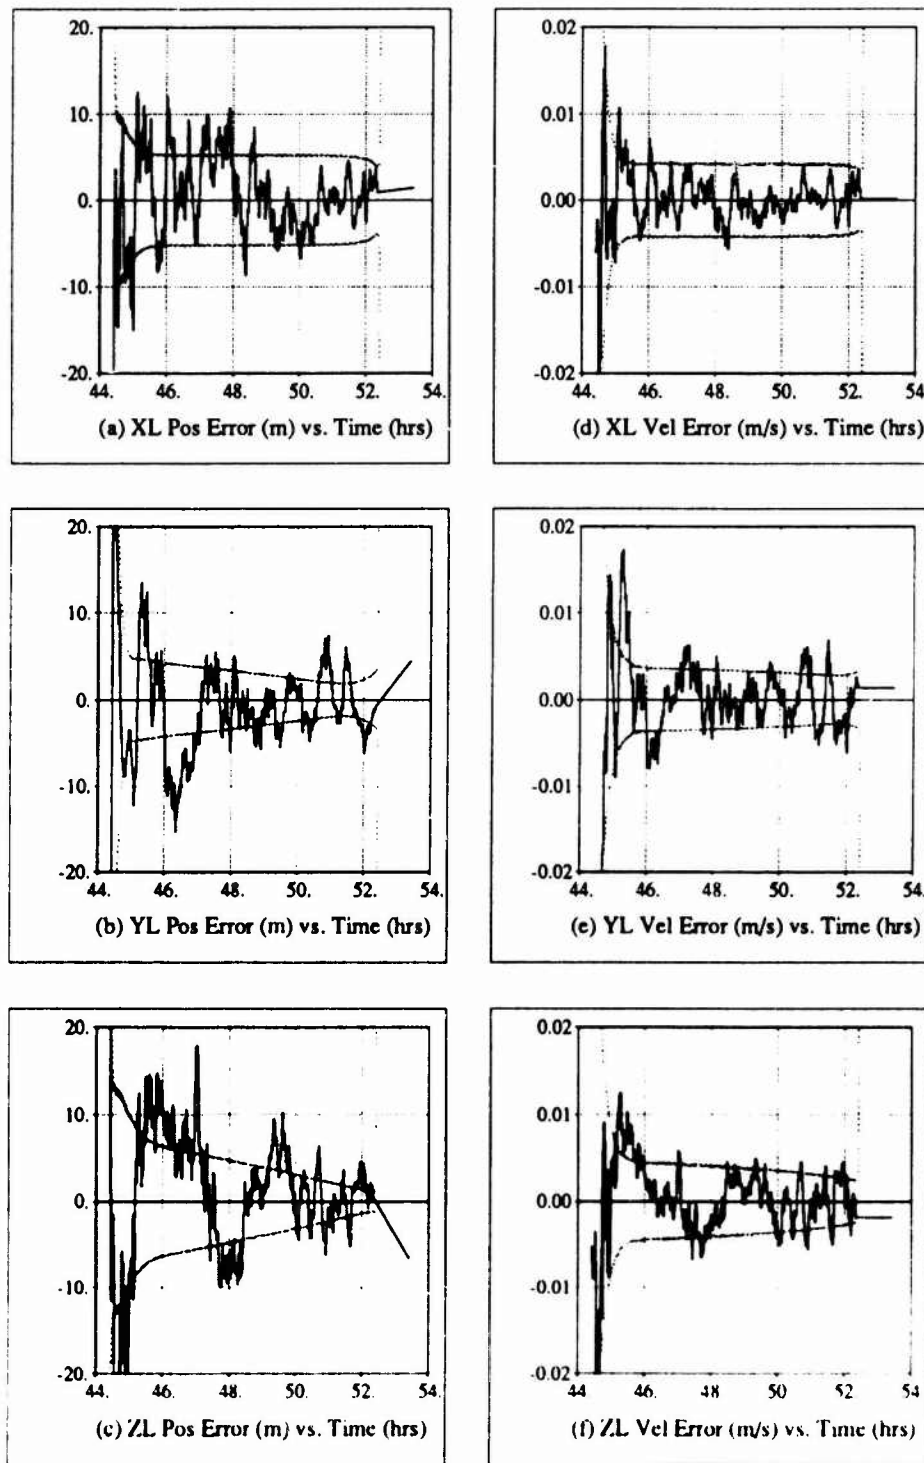 20.
10.
0.
-10.
-20.
44. 46. 48. 50. 52. 54.
(a) XL Pos Error (m) vs. Time (hrs)
0.02
0.01
0.00
-0.01
-0.02
44. 46. 48. 50. 52. 54
(d) XL Vel Error (m/s) vs. Time (hrs)
20.
10.
0.
-10.
-20.
44. 46. 48. 50. 52. 54.
(b) YL Pos Error (m) vs. Time (hrs)
0.02
0.01
0.00
-0.01
-0.02
44. 46. 48. 50. 52. 54
(e) YL Vel Error (m/s) vs. Time (hrs)
20.
10.
0.
-10.
-20.
44. 46. 48. 50. 52. 54.
(c) ZL Pos Error (m) vs. Time (hrs)
0.02
0.01
0.00
-0.01
-0.02
44 46. 48 50 52. 54
(f) ZL Vel Error (m/s) vs. Time (hrs)